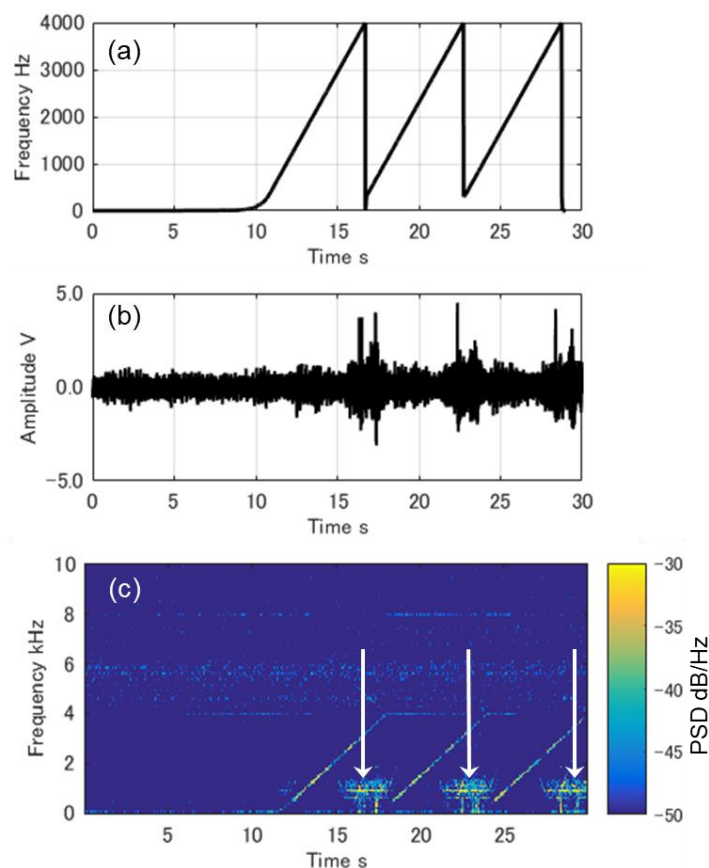 (a)
Frequency Hz
4000
3000
2000
1000
0
0 5 10 15 20 25 30
Time s
(b)
Amplitude V
5.0
0.0
−5.0
0 5 10 15 20 25 30
Time s
(c)
Frequency kHz
10
8
6
4
2
0
5 10 15 20 25
Time s
−30
−35
−40
−45
−50
PSD dB/Hz